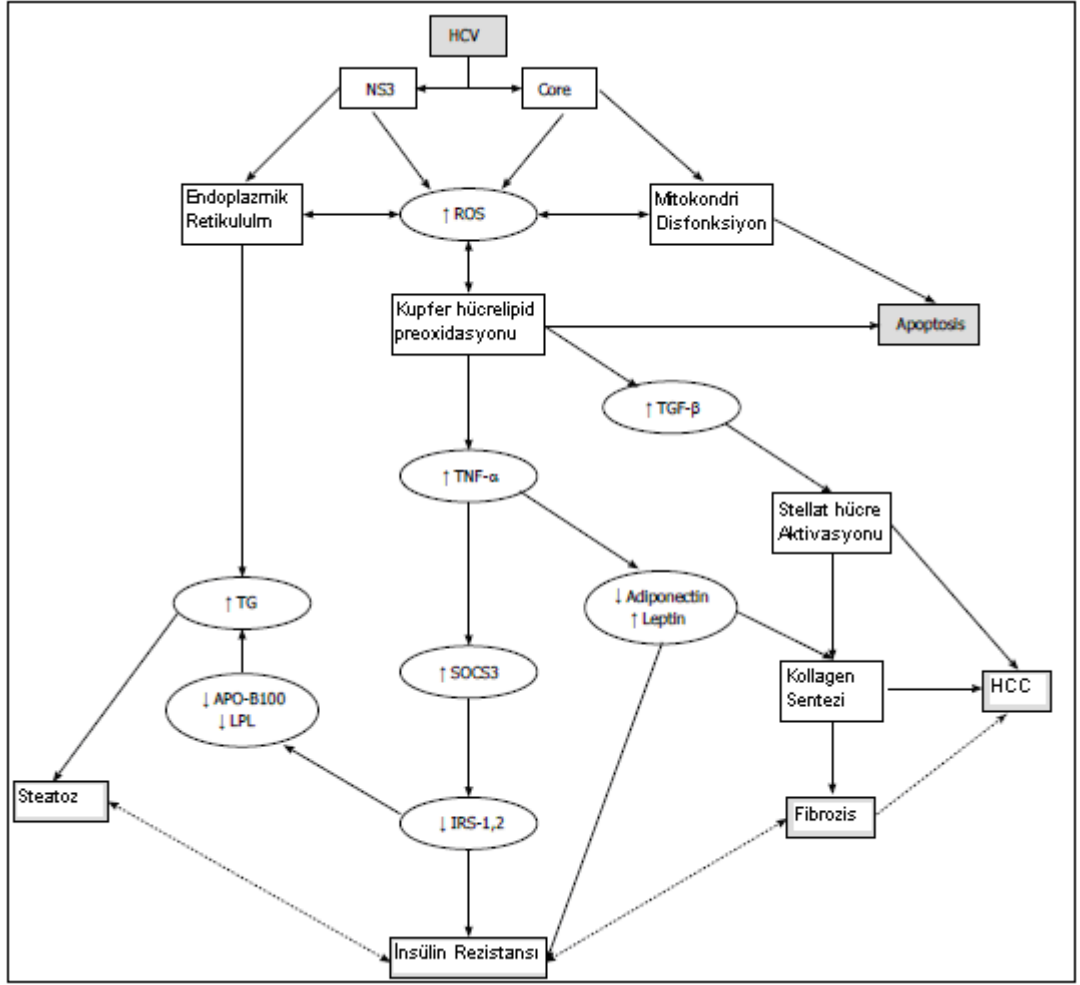 HCV
NS3
Core
Endoplazmik
Retikululm
↑ ROS
Mitokondri
Disfonksiyon
Kupfer hücrelipid
preoxidasyonu
Apoptosis
↑ TGF-β
↑ TNF-α
Stellat hücre
Aktivasyonu
↑ TG
↓ Adiponectin
↑ Leptin
↑ SOCS3
Kollagen
Sentezi
HCC
↓ APO-B100
↓ LPL
Steatoz
↓ IRS-1,2
Fibrozis
İnsülin Rezistansı